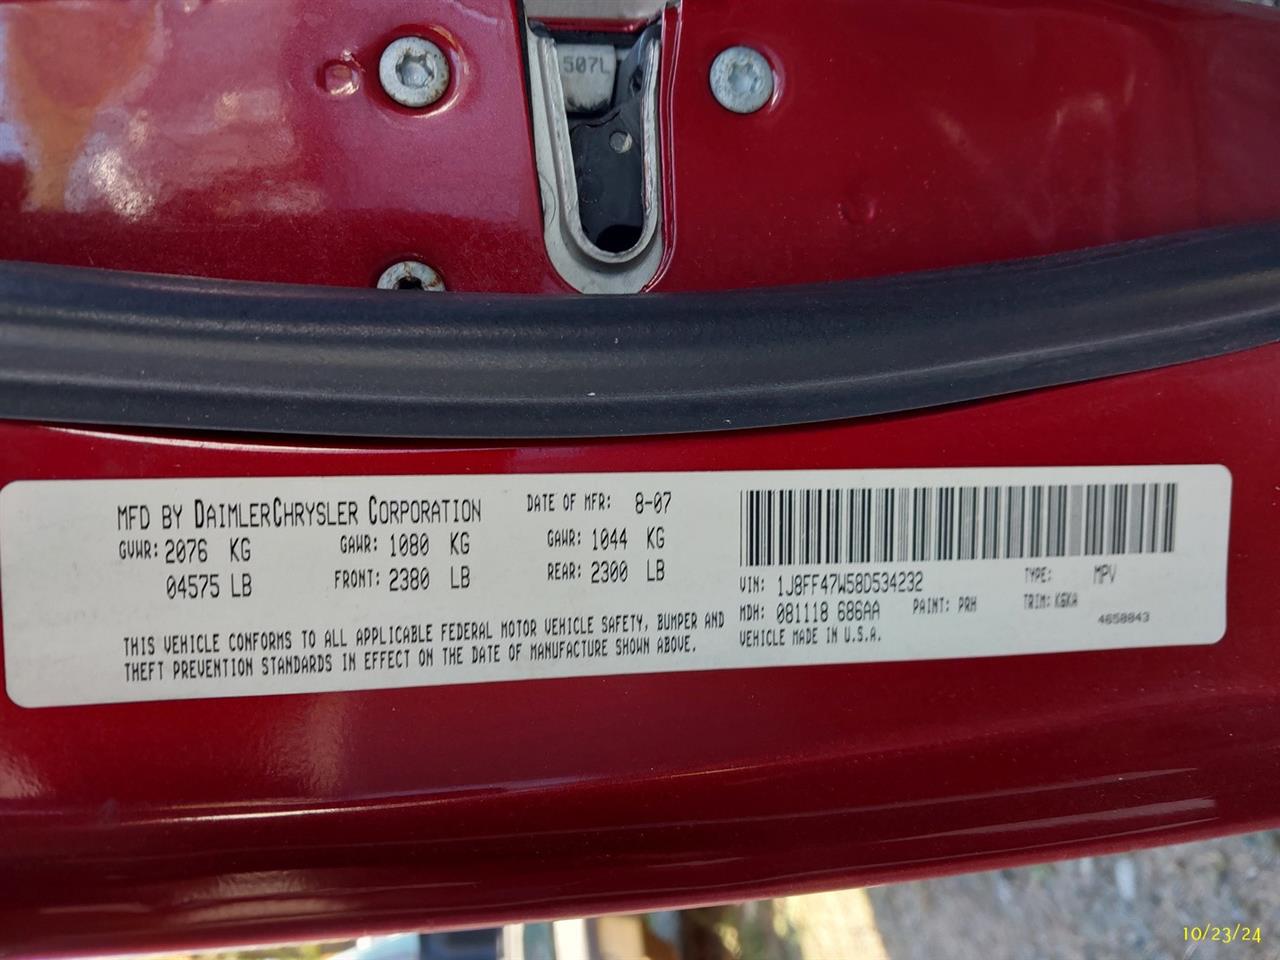 507L
MFD BY DAIMLERCHRYSLER CORPORATION DATE OF MFR: 8-07
GVWR: 2076 KG GAWR: 1080 KG GAWR: 1044 KG
04575 LB FRONT: 2380 LB REAR: 2300 LB
THIS VEHICLE CONFORMS TO ALL APPLICABLE FEDERAL MOTOR VEHICLE SAFETY, BUMPER AND
THEFT PREVENTION STANDARDS IN EFFECT ON THE DATE OF MANUFACTURE SHOWN ABOVE.
VIN: 1J8FF47W58D534232 TYPE: MPV
MDH: 081118 686AA PAINT: PRH TRIM: K6KA
VEHICLE MADE IN U.S.A. 4658843
10/23/24